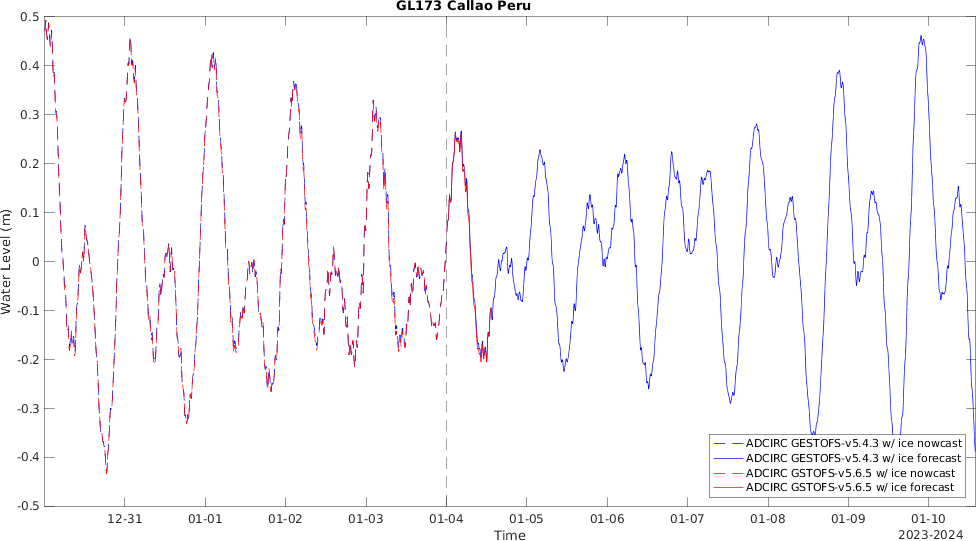 GL173 Callao Peru
0.5
0.4
0.3
0.2
0.1
0
-0.1
-0.2
-0.3
-0.4
-0.5
Water Level (m)
ADCIRC GESTOFS-v5.4.3 w/ ice nowcast
ADCIRC GESTOFS-v5.4.3 w/ ice forecast
ADCIRC GSTOFS-v5.6.5 w/ ice nowcast
ADCIRC GSTOFS-v5.6.5 w/ ice forecast
12-31 01-01 01-02 01-03 01-04 01-05 01-06 01-07 01-08 01-09 01-10
Time
2023-2024